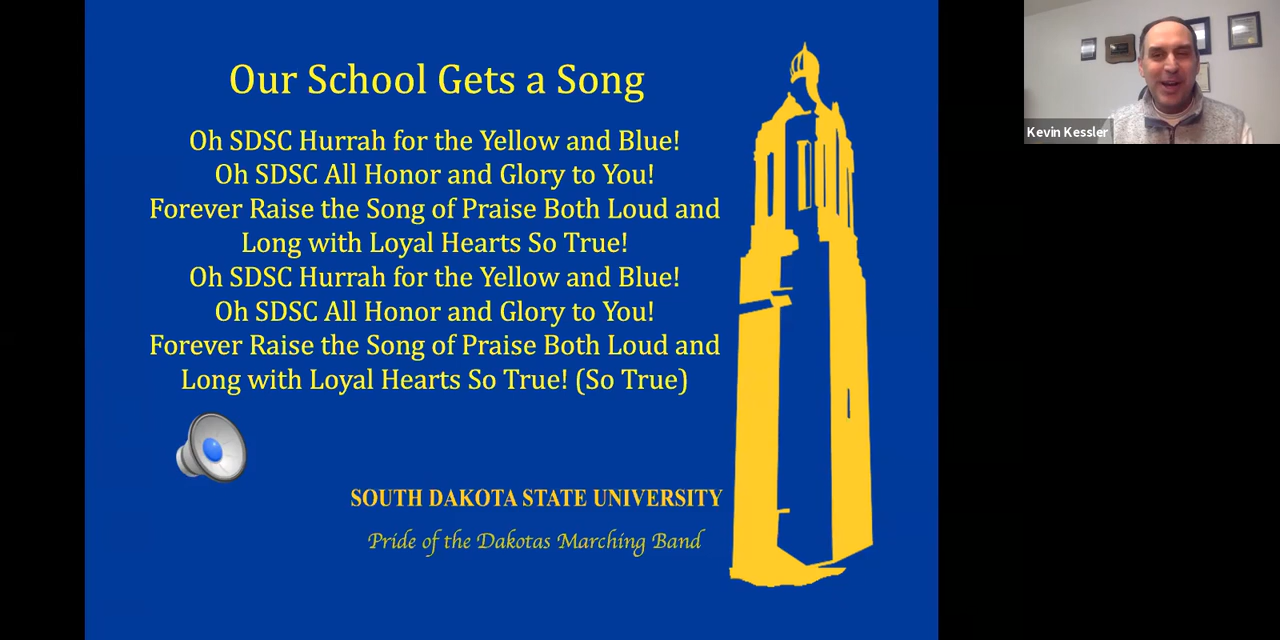 Our School Gets a Song
Oh SDSC Hurrah for the Yellow and Blue!
Oh SDSC All Honor and Glory to You!
Forever Raise the Song of Praise Both Loud and
Long with Loyal Hearts So True!
Oh SDSC Hurrah for the Yellow and Blue!
Oh SDSC All Honor and Glory to You!
Forever Raise the Song of Praise Both Loud and
Long with Loyal Hearts So True! (So True)
SOUTH DAKOTA STATE UNIVERSITY
Pride of the Dakotas Marching Band
Kevin Kessler